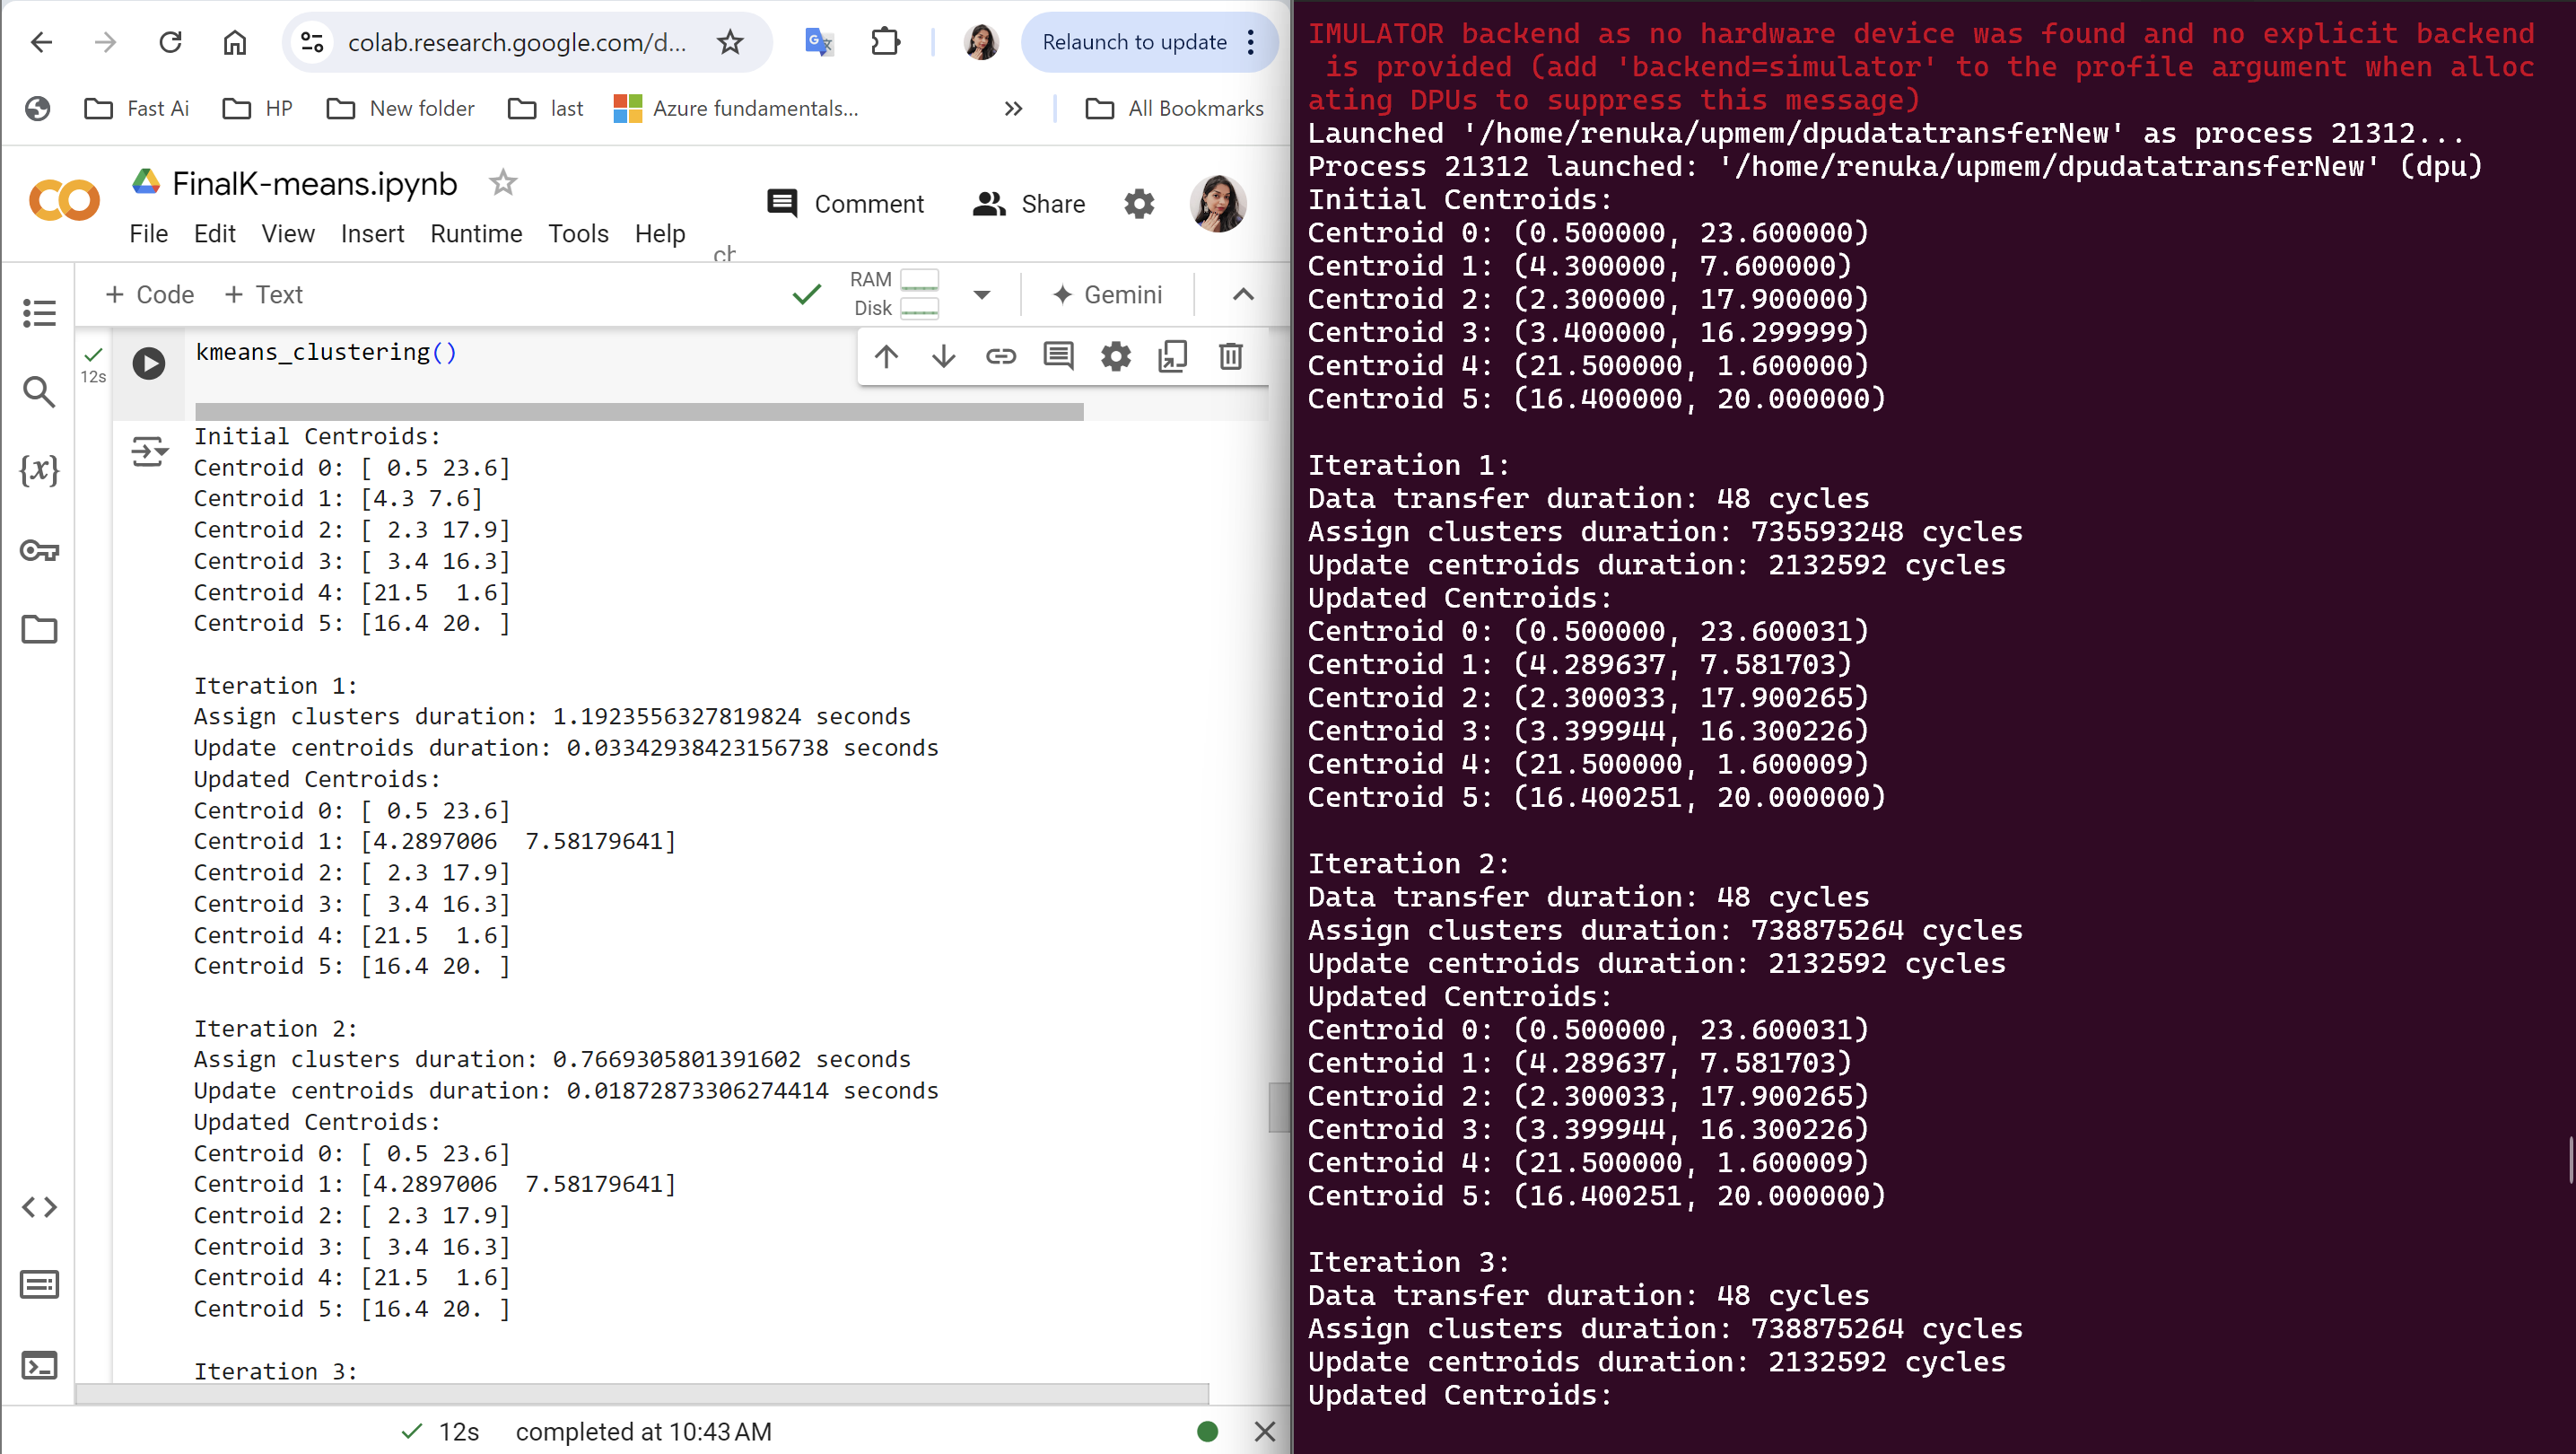 colab.research.google.com/d...
Relaunch to update
Fast Ai
HP
New folder
last
Azure fundamentals...
All Bookmarks
FinalK-means.ipynb
Comment
Share
File Edit View Insert Runtime Tools Help
+ Code + Text
RAM
Disk
Gemini
12s
kmeans_clustering()
Initial Centroids:
Centroid 0: [ 0.5 23.6]
Centroid 1: [4.3 7.6]
Centroid 2: [ 2.3 17.9]
Centroid 3: [ 3.4 16.3]
Centroid 4: [21.5  1.6]
Centroid 5: [16.4 20. ]
Iteration 1:
Assign clusters duration: 1.1923556327819824 seconds
Update centroids duration: 0.03342938423156738 seconds
Updated Centroids:
Centroid 0: [ 0.5 23.6]
Centroid 1: [4.2897006  7.58179641]
Centroid 2: [ 2.3 17.9]
Centroid 3: [ 3.4 16.3]
Centroid 4: [21.5  1.6]
Centroid 5: [16.4 20. ]
Iteration 2:
Assign clusters duration: 0.7669305801391602 seconds
Update centroids duration: 0.01872873306274414 seconds
Updated Centroids:
Centroid 0: [ 0.5 23.6]
Centroid 1: [4.2897006  7.58179641]
Centroid 2: [ 2.3 17.9]
Centroid 3: [ 3.4 16.3]
Centroid 4: [21.5  1.6]
Centroid 5: [16.4 20. ]
Iteration 3:
12s completed at 10:43 AM
IMULATOR backend as no hardware device was found and no explicit backend
is provided (add 'backend=simulator' to the profile argument when alloc
ating DPUs to suppress this message)
Launched '/home/renuka/upmem/dpudatatransferNew' as process 21312...
Process 21312 launched: '/home/renuka/upmem/dpudatatransferNew' (dpu)
Initial Centroids:
Centroid 0: (0.500000, 23.600000)
Centroid 1: (4.300000, 7.600000)
Centroid 2: (2.300000, 17.900000)
Centroid 3: (3.400000, 16.299999)
Centroid 4: (21.500000, 1.600000)
Centroid 5: (16.400000, 20.000000)
Iteration 1:
Data transfer duration: 48 cycles
Assign clusters duration: 735593248 cycles
Update centroids duration: 2132592 cycles
Updated Centroids:
Centroid 0: (0.500000, 23.600031)
Centroid 1: (4.289637, 7.581703)
Centroid 2: (2.300033, 17.900265)
Centroid 3: (3.399944, 16.300226)
Centroid 4: (21.500000, 1.600009)
Centroid 5: (16.400251, 20.000000)
Iteration 2:
Data transfer duration: 48 cycles
Assign clusters duration: 738875264 cycles
Update centroids duration: 2132592 cycles
Updated Centroids:
Centroid 0: (0.500000, 23.600031)
Centroid 1: (4.289637, 7.581703)
Centroid 2: (2.300033, 17.900265)
Centroid 3: (3.399944, 16.300226)
Centroid 4: (21.500000, 1.600009)
Centroid 5: (16.400251, 20.000000)
Iteration 3:
Data transfer duration: 48 cycles
Assign clusters duration: 738875264 cycles
Update centroids duration: 2132592 cycles
Updated Centroids: